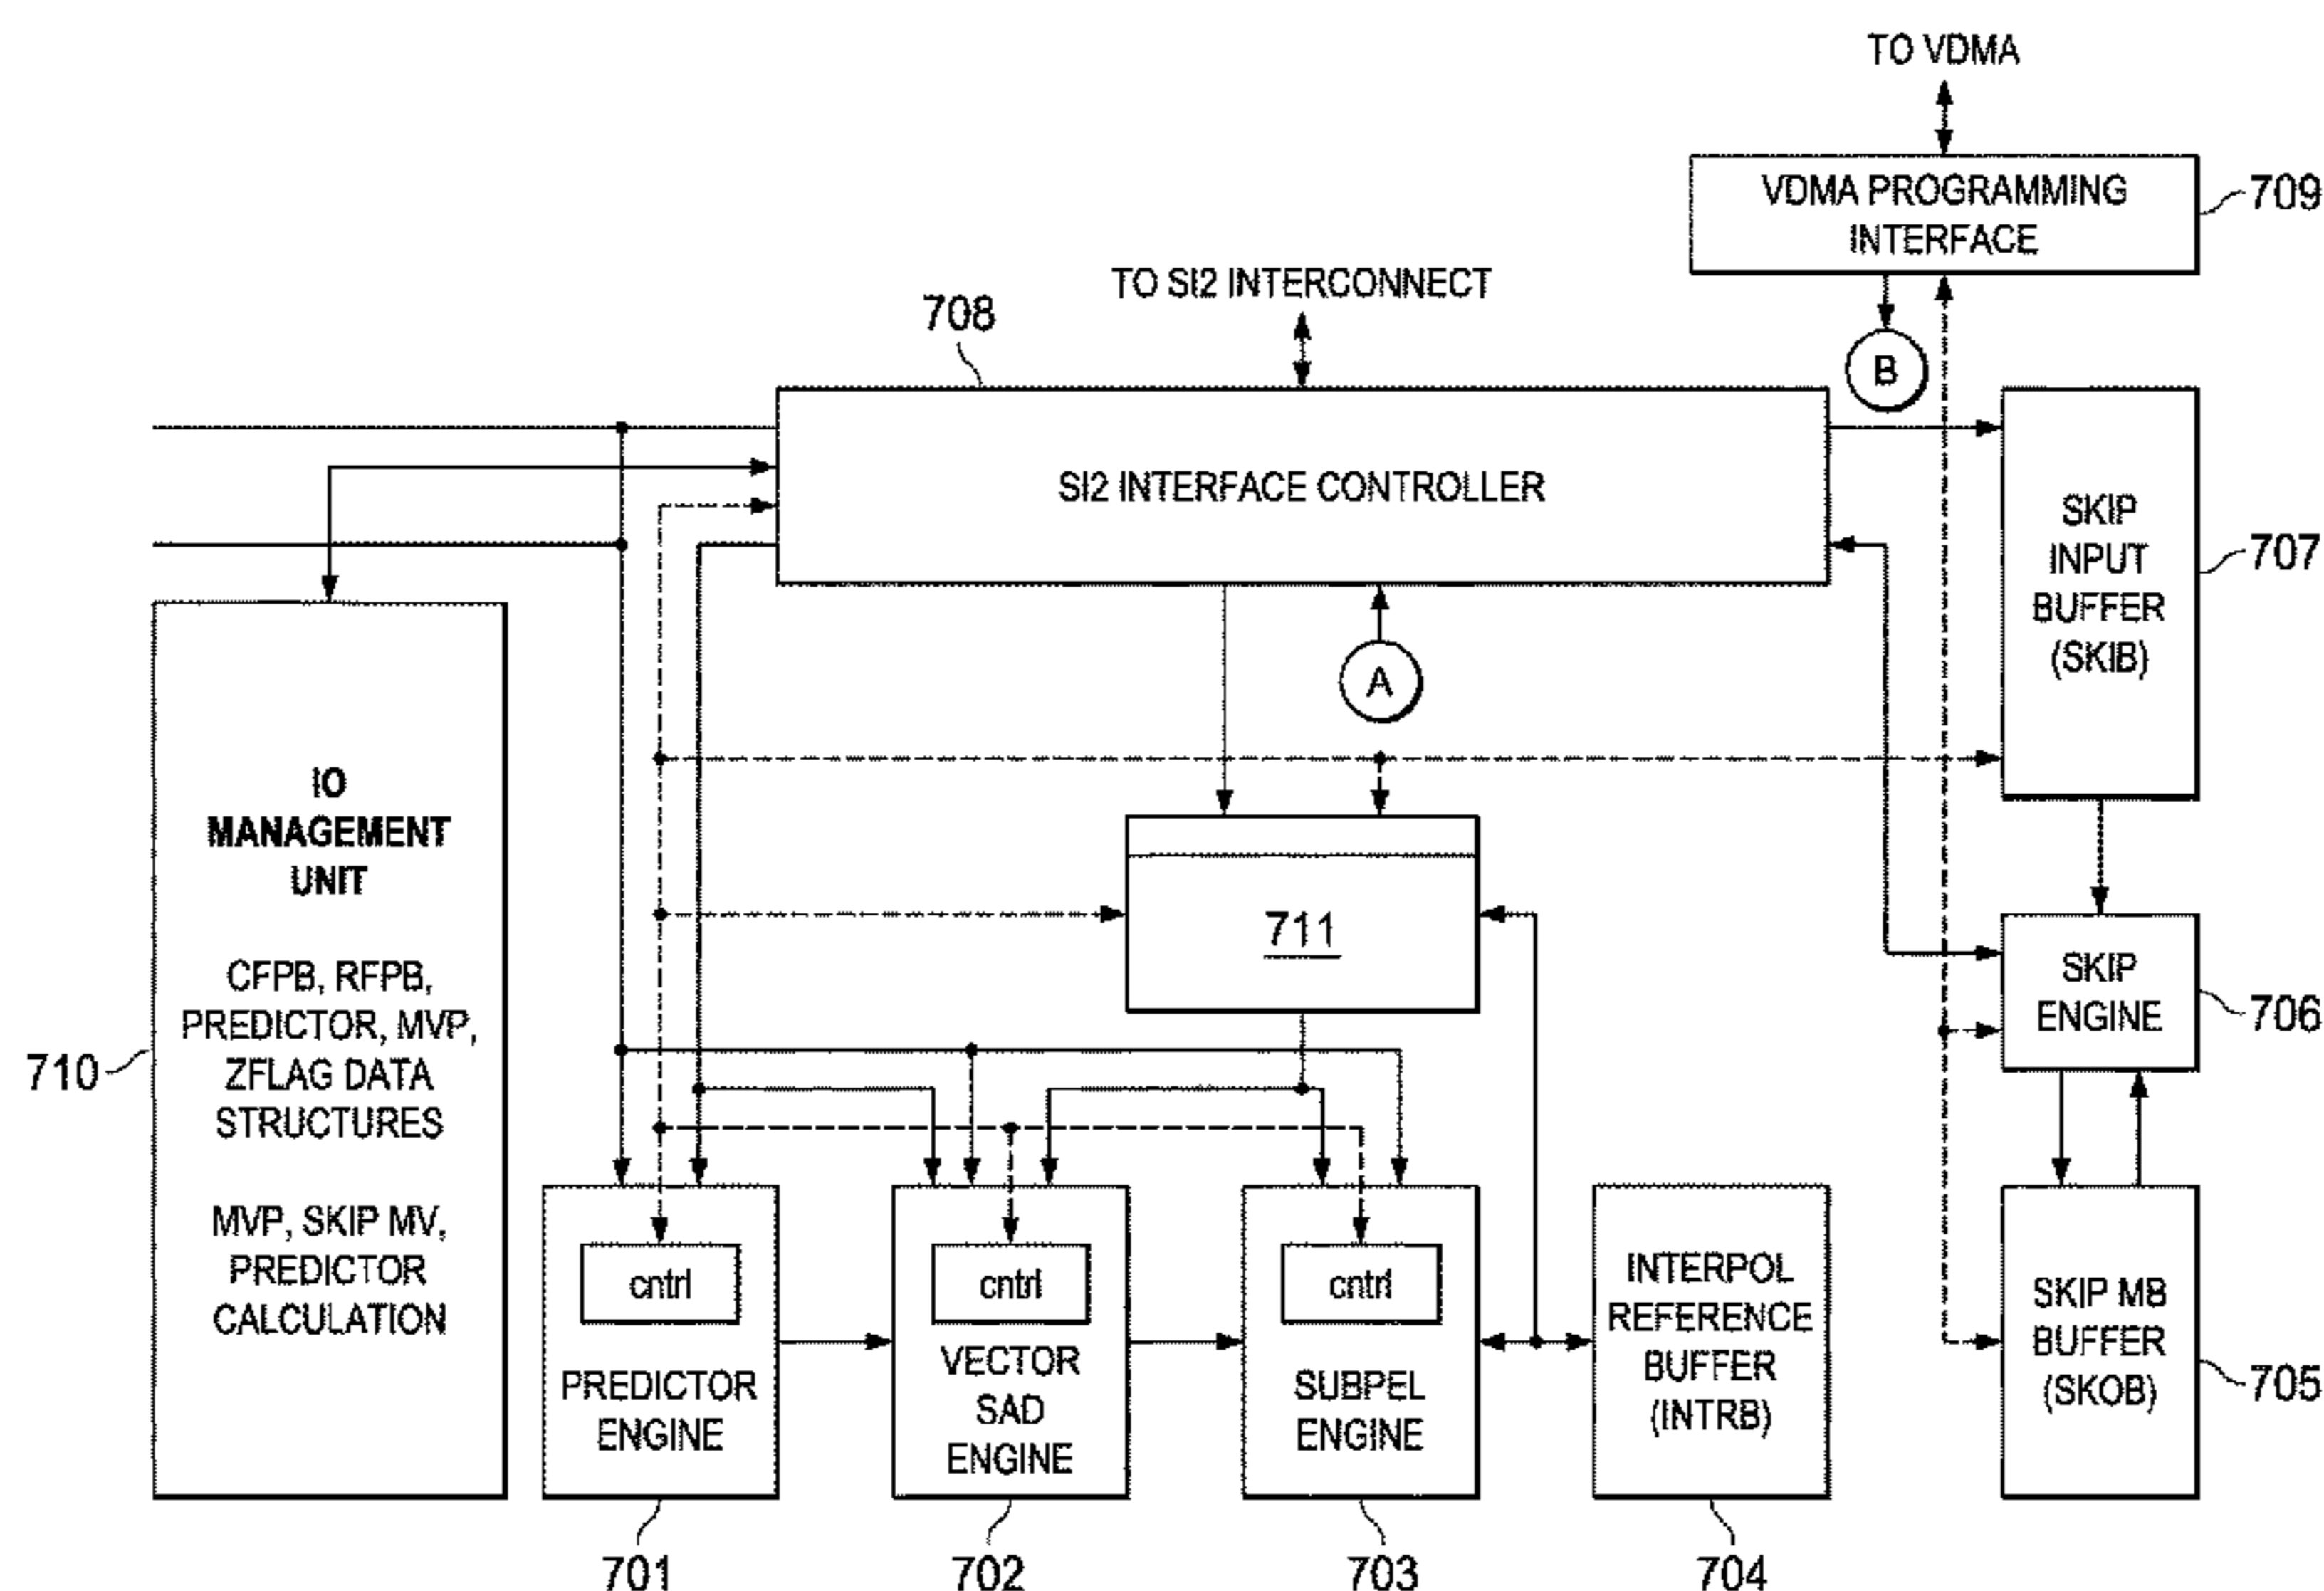 TO VDMA
VDMA PROGRAMMING
INTERFACE
709
TO SI2 INTERCONNECT
708
B
SI2 INTERFACE CONTROLLER
SKIP
INPUT
BUFFER
(SKIB)
707
A
IO
MANAGEMENT
UNIT
CFPB, RFPB,
PREDICTOR, MVP,
ZFLAG DATA
STRUCTURES
MVP, SKIP MV,
PREDICTOR
CALCULATION
710
711
SKIP
ENGINE
706
cntrl
PREDICTOR
ENGINE
701
cntrl
VECTOR
SAD
ENGINE
702
cntrl
SUBPEL
ENGINE
703
INTERPOL
REFERENCE
BUFFER
(INTRB)
704
SKIP MB
BUFFER
(SKOB)
705